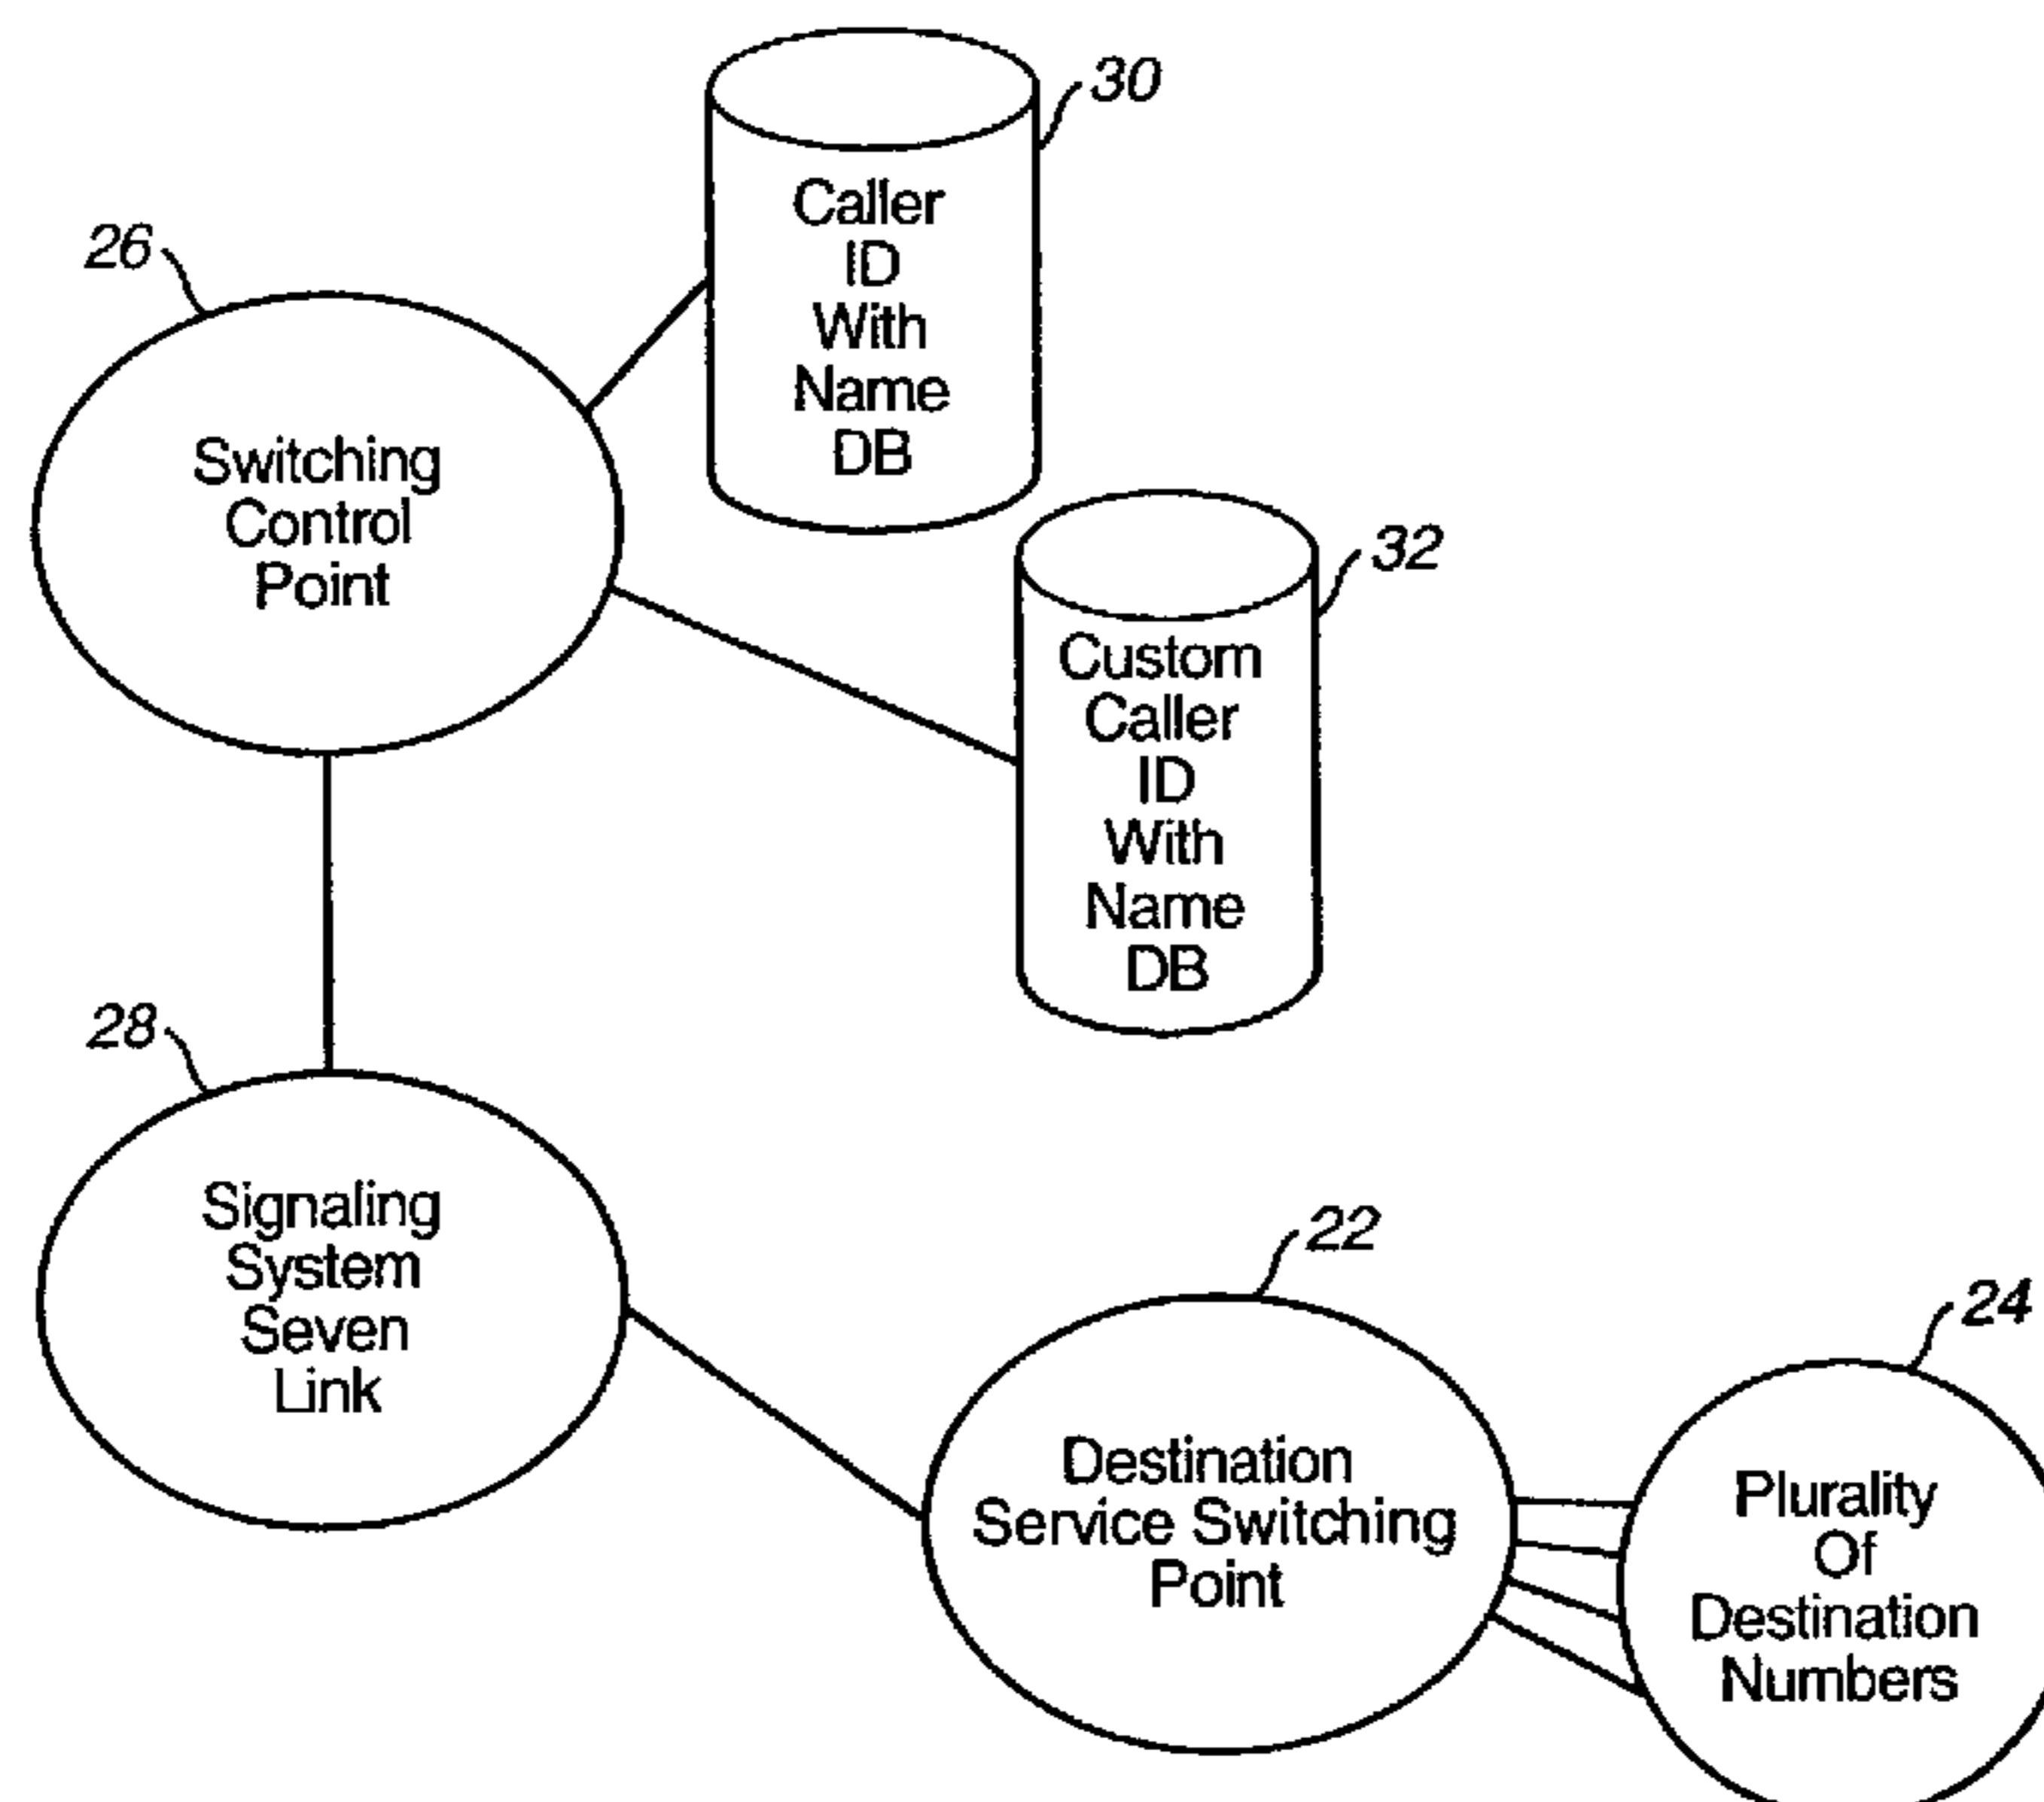 30
Caller
ID
With
Name
DB
26
Switching
Control
Point
32
Custom
Caller
ID
With
Name
DB
28
Signaling
System
Seven
Link
22
Destination
Service Switching
Point
24
Plurality
Of
Destination
Numbers